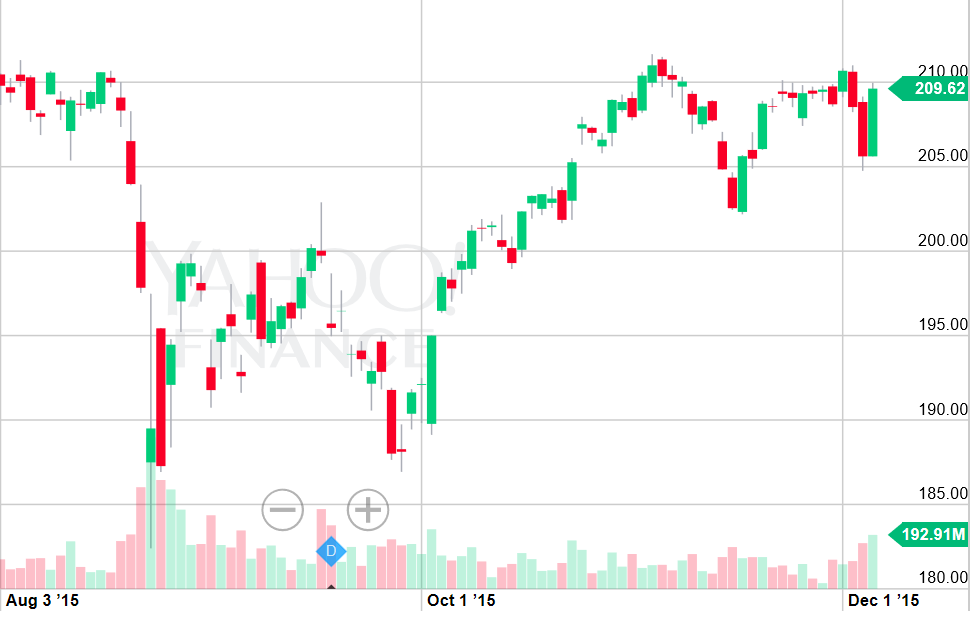 210.00
209.62
205.00
200.00
YAHOO!
FINANCE
195.00
190.00
185.00
192.91M
D
180.00
Aug 3 ’15
Oct 1 ’15
Dec 1 ’15